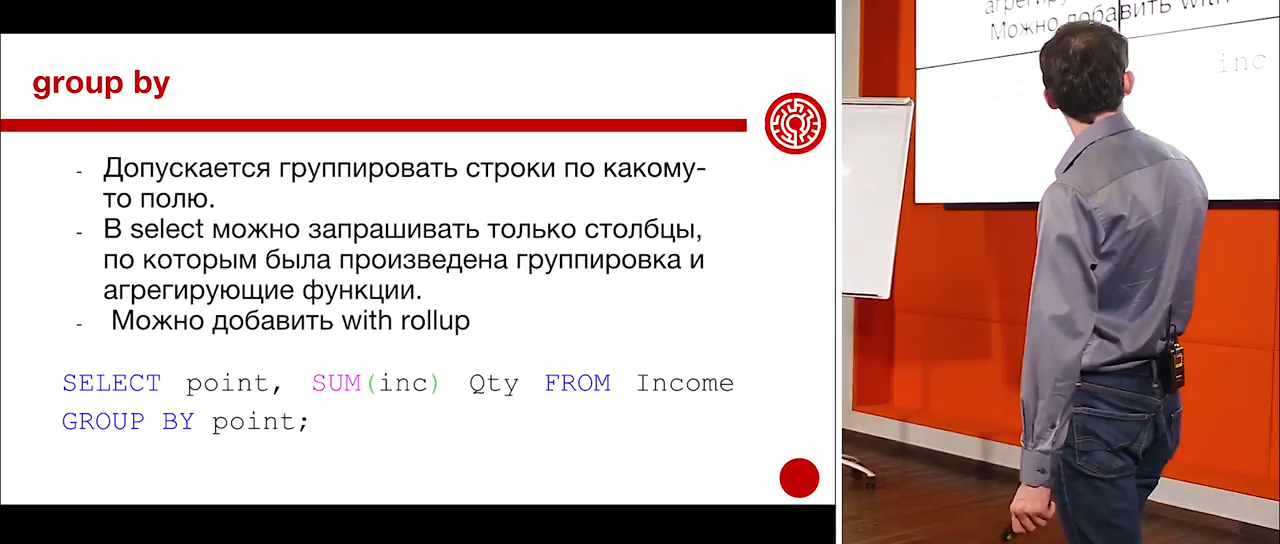 group by
- Допускается группировать строки по какому-
то полю.
- В select можно запрашивать только столбцы,
по которым была произведена группировка и
агрегирующие функции.
- Можно добавить with rollup
SELECT point, SUM(inc) Qty FROM Income
GROUP BY point;
Можно добавить
inc